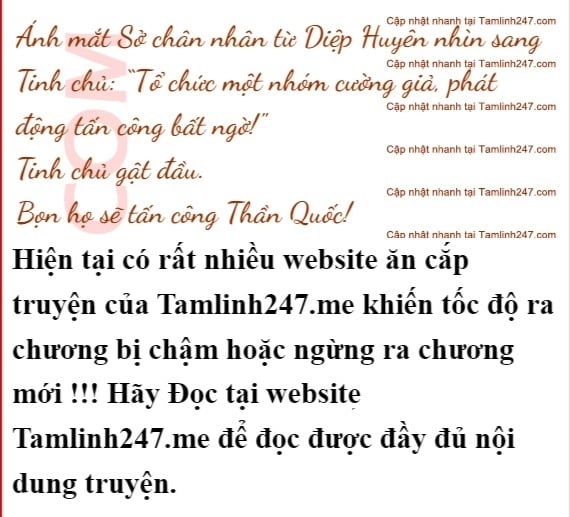 Cập nhật nhanh tại Tamlinh247.com
Ánh mắt Sở chân nhân từ Diệp Huyên nhìn sang
Cập nhật nhanh tại Tamlinh247.com
Tinh chủ: “Tổ chức một nhóm cường giả, phát
Cập nhật nhanh tại Tamlinh247.com
động tấn công bất ngờ!”
Cập nhật nhanh tại Tamlinh247.com
Tinh chủ gật đầu.
Cập nhật nhanh tại Tamlinh247.com
Bọn họ sẽ tấn công Thần Quốc!
Cập nhật nhanh tại Tamlinh247.com
COM
Hiện tại có rất nhiều website ăn cắp
truyện của Tamlinh247.me khiến tốc độ ra
chương bị chậm hoặc ngừng ra chương
mới !!! Hãy Đọc tại website
Tamlinh247.me để đọc được đầy đủ nội
dung truyện.